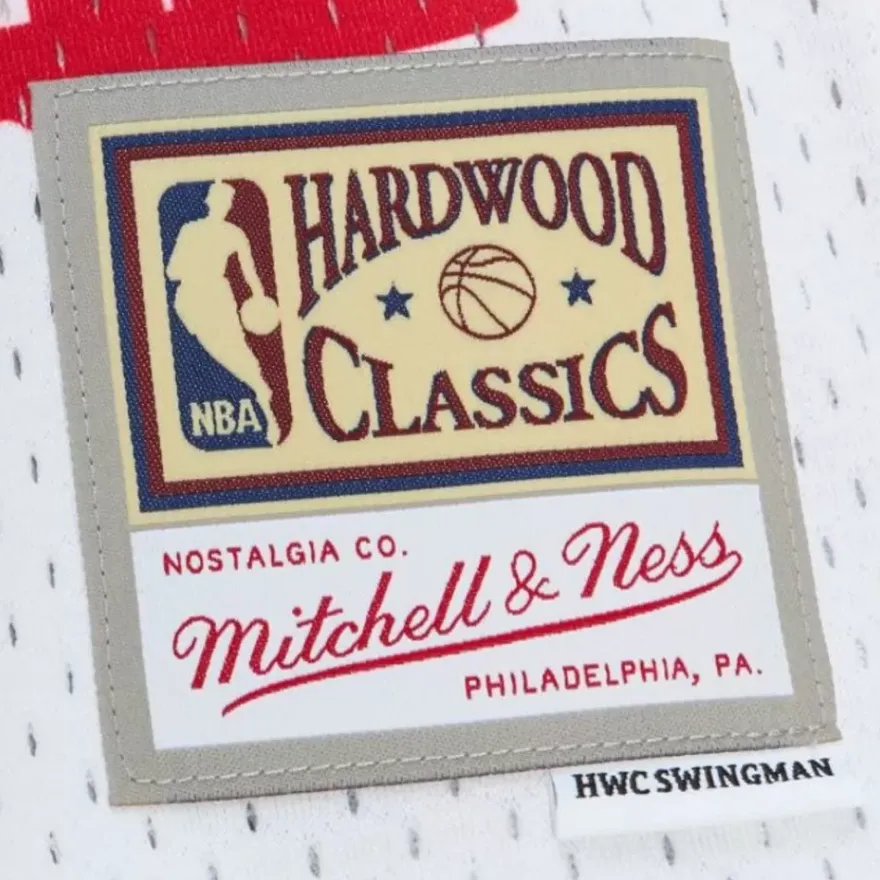 HARDWOOD
CLASSICS
NBA
NOSTALGIA CO.
Mitchell & Ness
PHILADELPHIA, PA.
HWC SWINGMAN